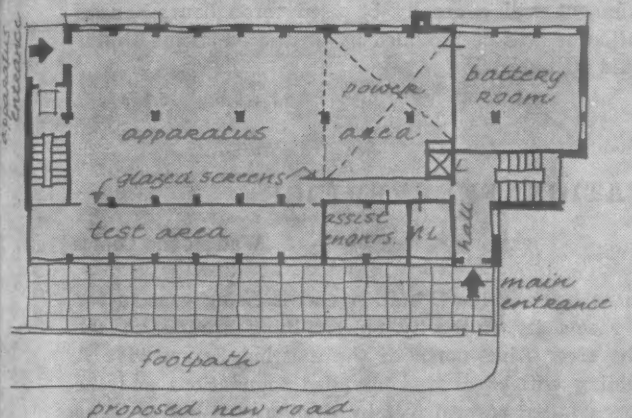 apparatus
entrance
power
battery
room
apparatus
area
glazed screens
test area
assist
engnrs.
hall
main
entrance
footpath
proposed new road